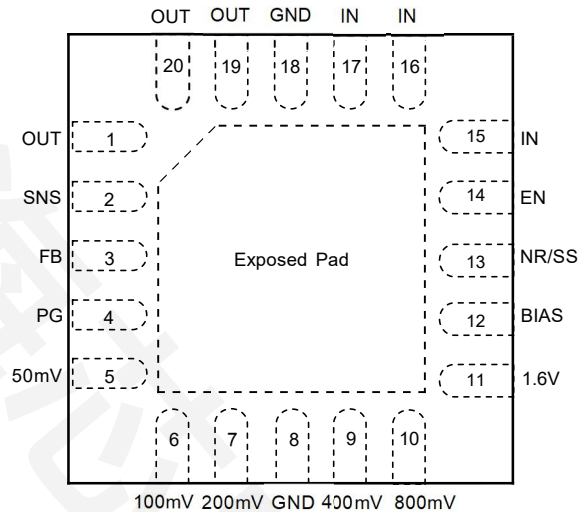 OUT OUT GND IN IN
20 19 18 17 16
OUT 1 15 IN
SNS 2 14 EN
FB 3 Exposed Pad 13 NR/SS
PG 4 12 BIAS
50mV 5 11 1.6V
6 7 8 9 10
100mV 200mV GND 400mV 800mV